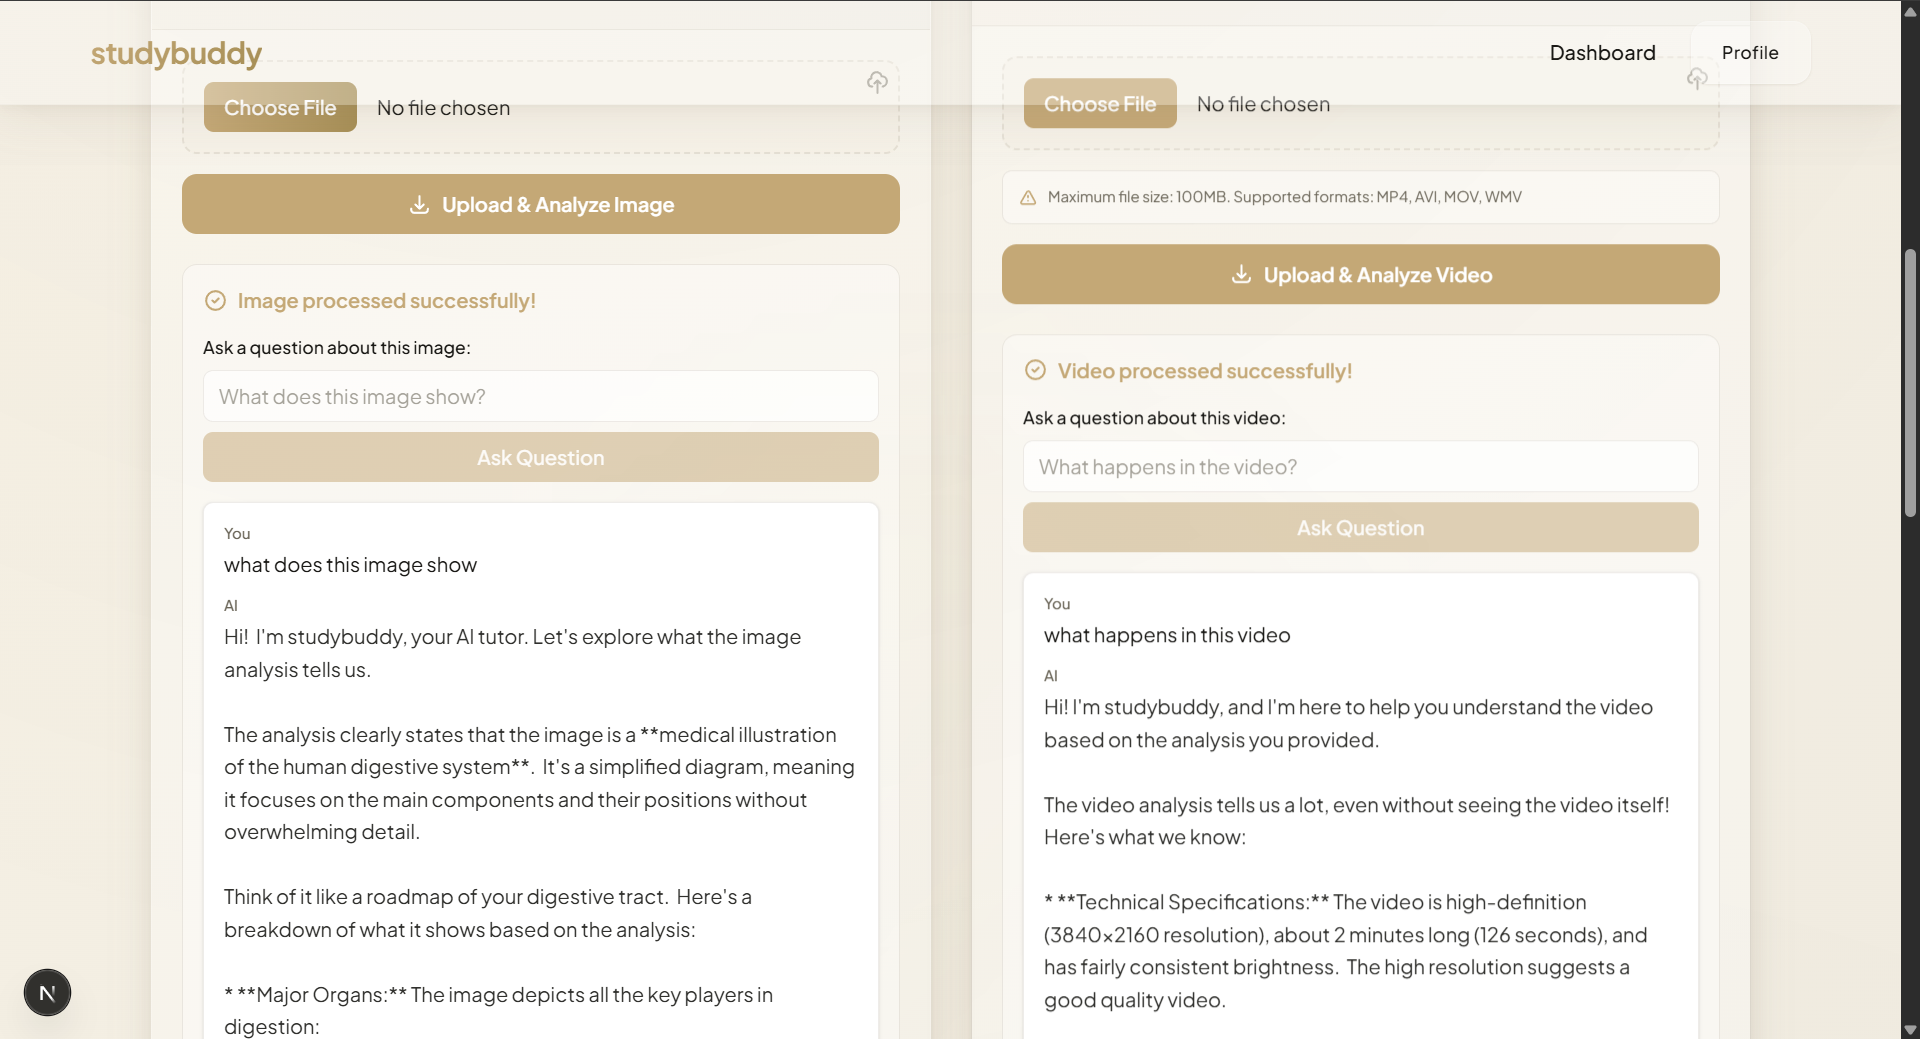 studybuddy
Dashboard
Profile
Choose File
No file chosen
Upload & Analyze Image
Image processed successfully!
Ask a question about this image:
What does this image show?
Ask Question
You
what does this image show
AI
Hi!  I'm studybuddy, your AI tutor. Let's explore what the image
analysis tells us.
The analysis clearly states that the image is a **medical illustration
of the human digestive system**.  It's a simplified diagram, meaning
it focuses on the main components and their positions without
overwhelming detail.
Think of it like a roadmap of your digestive tract.  Here's a
breakdown of what it shows based on the analysis:
* **Major Organs:** The image depicts all the key players in
digestion:
Choose File
No file chosen
Maximum file size: 100MB. Supported formats: MP4, AVI, MOV, WMV
Upload & Analyze Video
Video processed successfully!
Ask a question about this video:
What happens in the video?
Ask Question
You
what happens in this video
AI
Hi! I'm studybuddy, and I'm here to help you understand the video
based on the analysis you provided.
The video analysis tells us a lot, even without seeing the video itself!
Here's what we know:
* **Technical Specifications:** The video is high-definition
(3840×2160 resolution), about 2 minutes long (126 seconds), and
has fairly consistent brightness.  The high resolution suggests a
good quality video.
N